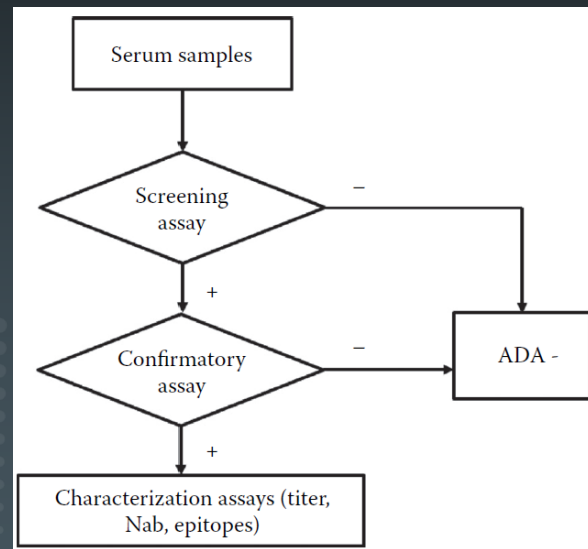 Serum samples
Screening
assay
–
+
Confirmatory
assay
–
ADA -
+
Characterization assays (titer,
Nab, epitopes)